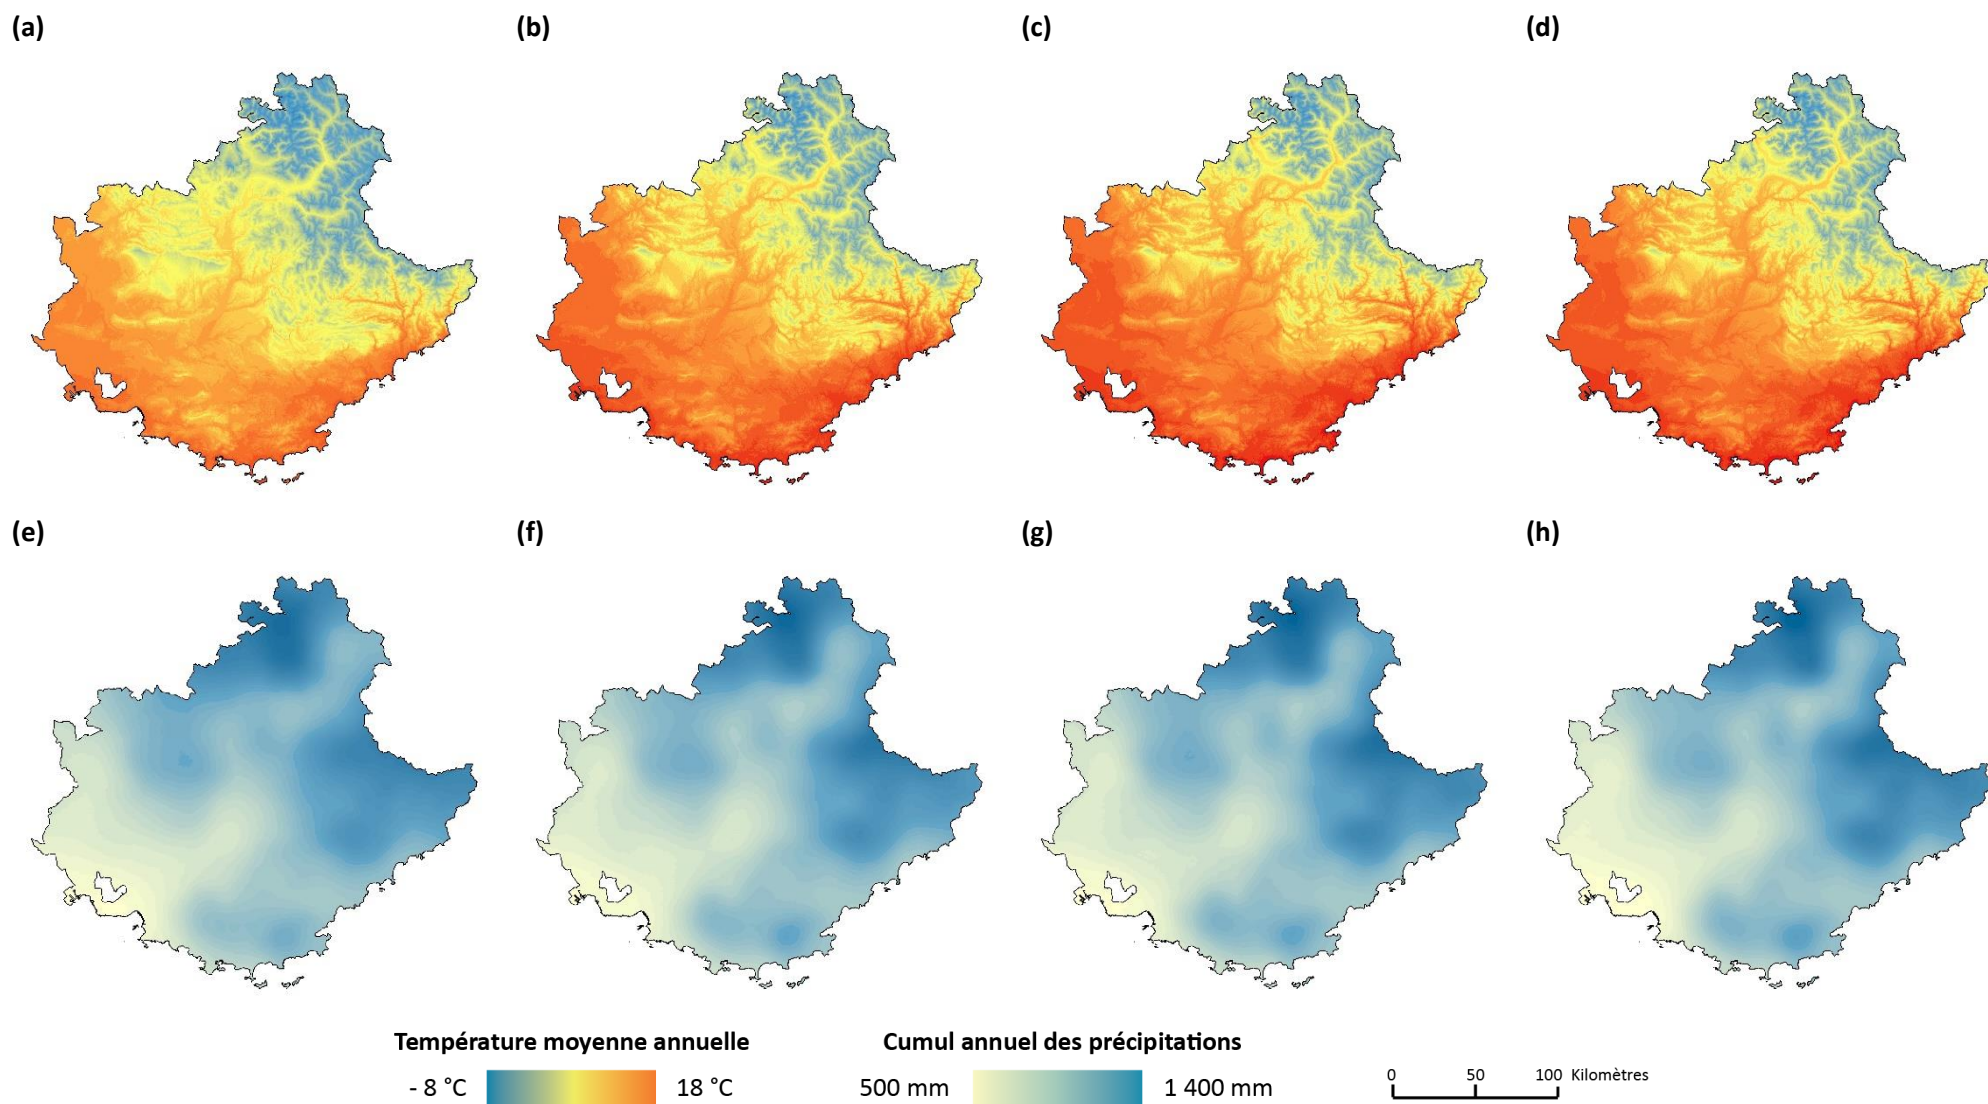 (a) (b) (c) (d)
(e) (f) (g) (h)
Température moyenne annuelle
- 8 °C 18 °C
Cumul annuel des précipitations
500 mm 1 400 mm
0 50 100 Kilomètres